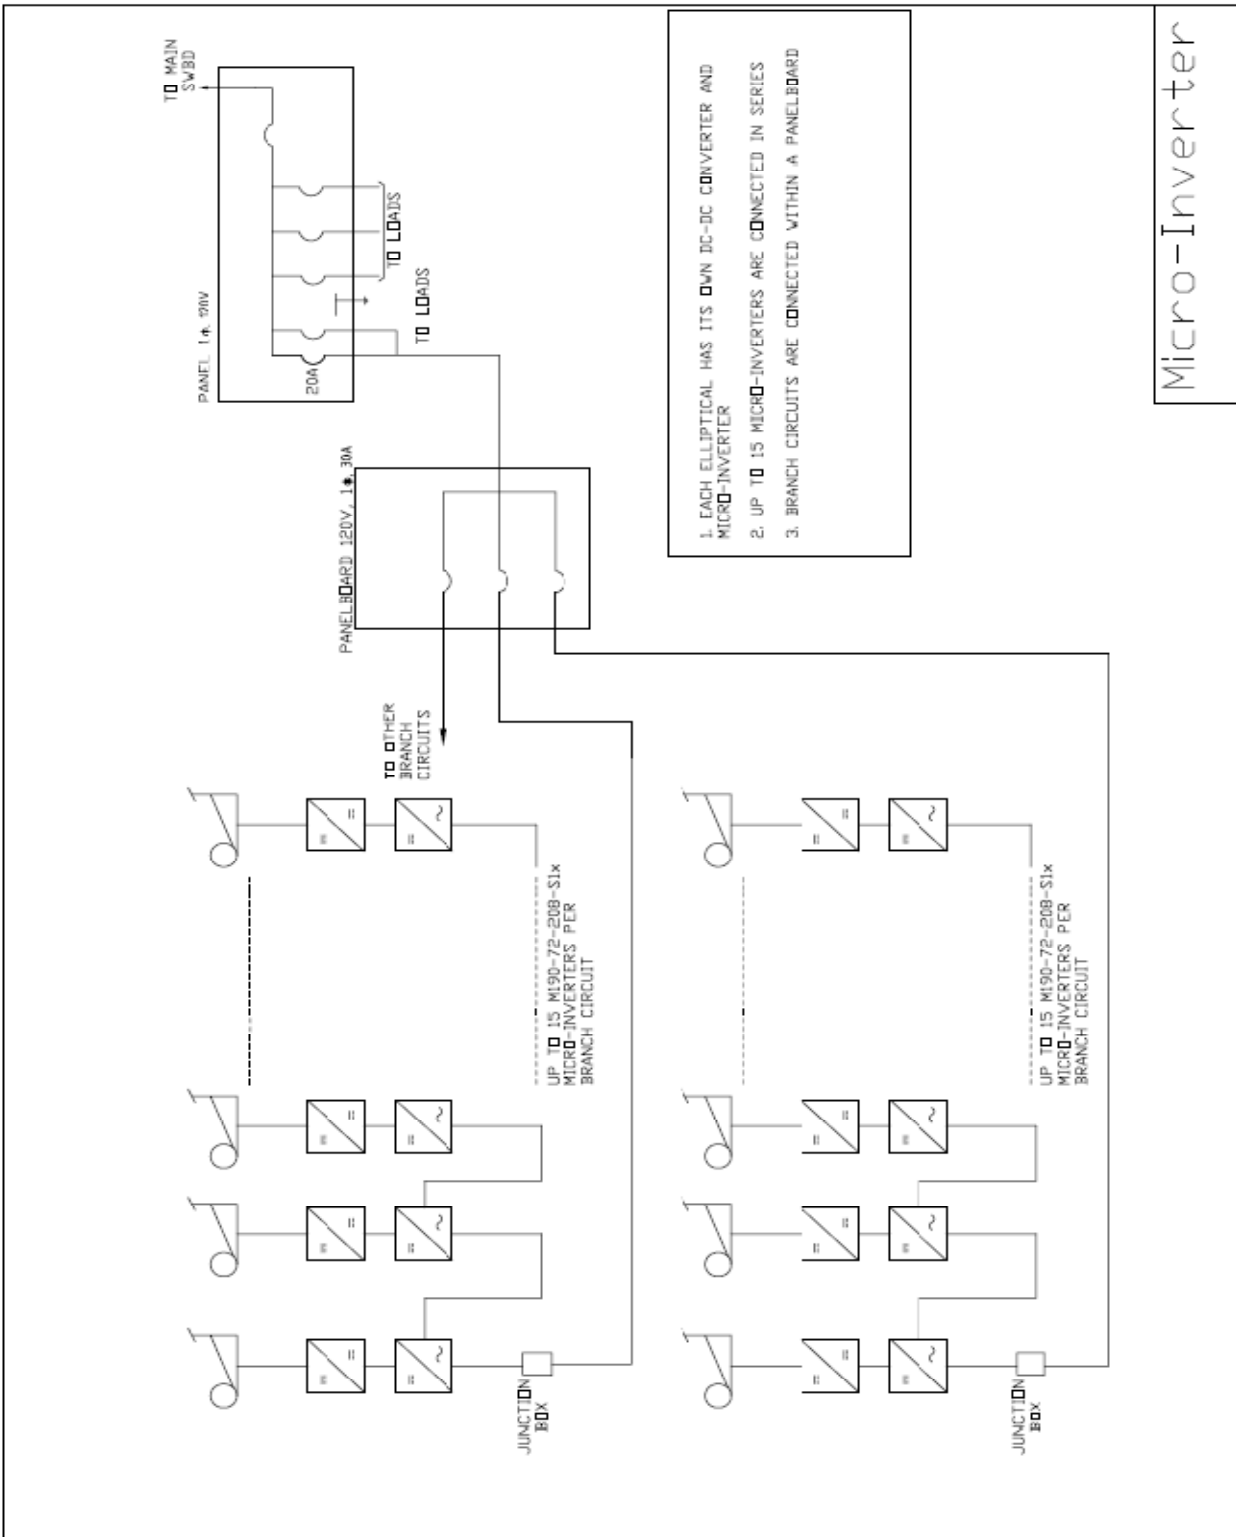 TO MAIN
SWBD
PANEL 1ϕ, 120V
20A
TO LOADS
TO LOADS
PANELBOARD 120V, 1ϕ, 30A
TO OTHER
BRANCH
CIRCUITS
UP TO 15 M190-72-208-S1x
MICRO-INVERTERS PER
BRANCH CIRCUIT
JUNCTION
BOX
UP TO 15 M190-72-208-S1x
MICRO-INVERTERS PER
BRANCH CIRCUIT
JUNCTION
BOX
1. EACH ELLIPTICAL HAS ITS OWN DC-DC CONVERTER AND
MICRO-INVERTER
2. UP TO 15 MICRO-INVERTERS ARE CONNECTED IN SERIES
3. BRANCH CIRCUITS ARE CONNECTED WITHIN A PANELBOARD
Micro-Inverter